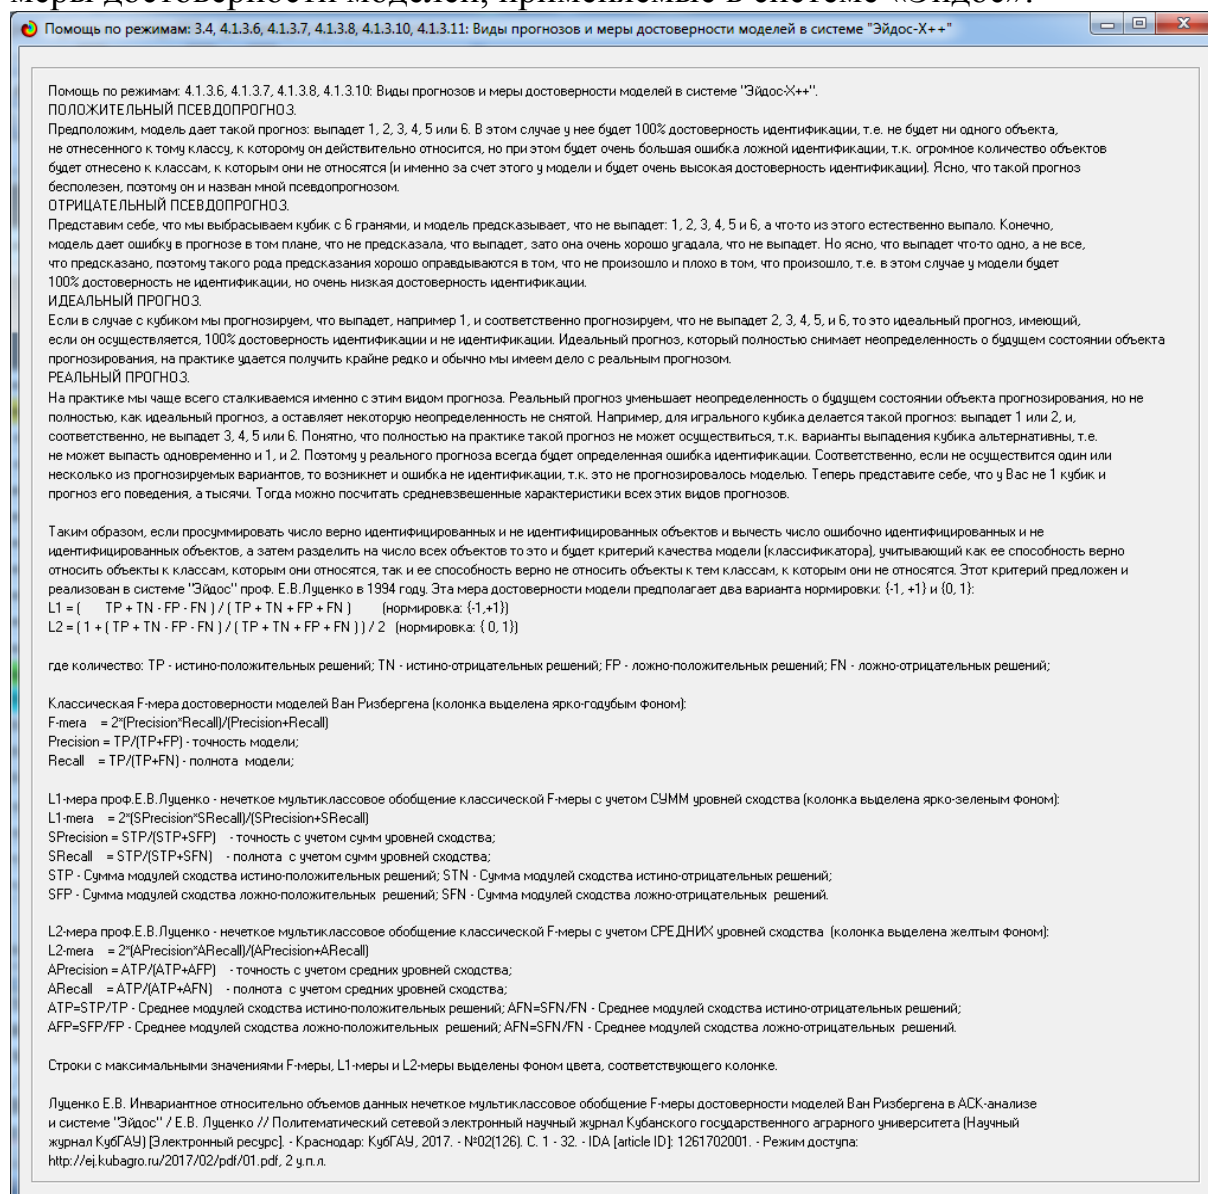 меры достоверности моделей, применяемые в системе «Эйдос».
Помощь по режимам: 3.4, 4.1.3.6, 4.1.3.7, 4.1.3.8, 4.1.3.10, 4.1.3.11: Виды прогнозов и меры достоверности моделей в системе "Эйдос-X++"
Помощь по режимам: 4.1.3.6, 4.1.3.7, 4.1.3.8, 4.1.3.10: Виды прогнозов и меры достоверности моделей в системе "Эйдос-X++".
ПОЛОЖИТЕЛЬНЫЙ ПСЕВДОПРОГНОЗ.
Предположим, модель дает такой прогноз: выпадет 1, 2, 3, 4, 5 или 6. В этом случае у нее будет 100% достоверность идентификации, т.е. не будет ни одного объекта,
не отнесенного к тому классу, к которому он действительно относится, но при этом будет очень большая ошибка ложной идентификации, т.к. огромное количество объектов
будет отнесено к классам, к которым они не относятся (и именно за счет этого у модели и будет очень высокая достоверность идентификации). Ясно, что такой прогноз
бесполезен, поэтому он и назван мной псевдопрогнозом.
ОТРИЦАТЕЛЬНЫЙ ПСЕВДОПРОГНОЗ.
Представим себе, что мы выбрасываем кубик с 6 гранями, и модель предсказывает, что не выпадет: 1, 2, 3, 4, 5 и 6, а что-то из этого естественно выпало. Конечно,
модель дает ошибку в прогнозе в том плане, что не предсказала, что выпадет, зато она очень хорошо угадала, что не выпадет. Но ясно, что выпадет что-то одно, а не все,
что предсказано, поэтому такого рода предсказания хорошо оправдываются в том, что не произошло и плохо в том, что произошло, т.е. в этом случае у модели будет
100% достоверность не идентификации, но очень низкая достоверность идентификации.
ИДЕАЛЬНЫЙ ПРОГНОЗ.
Если в случае с кубиком мы прогнозируем, что выпадет, например 1, и соответственно прогнозируем, что не выпадет 2, 3, 4, 5, и 6, то это идеальный прогноз, имеющий,
если он осуществляется, 100% достоверность идентификации и не идентификации. Идеальный прогноз, который полностью снимает неопределенность о будущем состоянии объекта
прогнозирования, на практике удается получить крайне редко и обычно мы имеем дело с реальным прогнозом.
РЕАЛЬНЫЙ ПРОГНОЗ.
На практике мы чаще всего сталкиваемся именно с этим видом прогноза. Реальный прогноз уменьшает неопределенность о будущем состоянии объекта прогнозирования, но не
полностью, как идеальный прогноз, а оставляет некоторую неопределенность не снятой. Например, для игрального кубика делается такой прогноз: выпадет 1 или 2, и,
соответственно, не выпадет 3, 4, 5 или 6. Понятно, что полностью на практике такой прогноз не может осуществиться, т.к. варианты выпадения кубика альтернативны, т.е.
не может выпасть одновременно и 1, и 2. Поэтому у реального прогноза всегда будет определенная ошибка идентификации. Соответственно, если не осуществится один или
несколько из прогнозируемых вариантов, то возникнет и ошибка не идентификации, т.к. это не прогнозировалось моделью. Теперь представите себе, что у Вас не 1 кубик и
прогноз его поведения, а тысячи. Тогда можно посчитать средневзвешенные характеристики всех этих видов прогнозов.
Таким образом, если просуммировать число верно идентифицированных и не идентифицированных объектов и вычесть число ошибочно идентифицированных и не
идентифицированных объектов, а затем разделить на число всех объектов то это и будет критерий качества модели (классификатора), учитывающий как ее способность верно
относить объекты к классам, которым они относятся, так и ее способность верно не относить объекты к тем классам, к которым они не относятся. Этот критерий предложен и
реализован в системе "Эйдос" проф. Е.В.Луценко в 1994 году. Эта мера достоверности модели предполагает два варианта нормировки: {-1, +1} и {0, 1}:
L1 = ( TP + TN - FP - FN ) / ( TP + TN + FP + FN ) (нормировка: {-1,+1})
L2 = ( 1 + ( TP + TN - FP - FN ) / ( TP + TN + FP + FN ) ) / 2 (нормировка: { 0, 1})
где количество: TP - истино-положительных решений; TN - истино-отрицательных решений; FP - ложно-положительных решений; FN - ложно-отрицательных решений;
Классическая F-мера достоверности моделей Ван Ризбергена (колонка выделена ярко-годубым фоном):
F-mera = 2*(Precision*Recall)/(Precision+Recall)
Precision = TP/(TP+FP) - точность модели;
Recall = TP/(TP+FN) - полнота модели;
L1-мера проф.Е.В.Луценко - нечеткое мультиклассовое обобщение классической F-меры с учетом СУММ уровней сходства (колонка выделена ярко-зеленым фоном):
L1-mera = 2*(SPrecision*SRecall)/(SPrecision+SRecall)
SPrecision = STP/(STP+SFP) - точность с учетом сумм уровней сходства;
SRecall = STP/(STP+SFN) - полнота с учетом сумм уровней сходства;
STP - Сумма модулей сходства истино-положительных решений; STN - Сумма модулей сходства истино-отрицательных решений;
SFP - Сумма модулей сходства ложно-положительных решений; SFN - Сумма модулей сходства ложно-отрицательных решений.
L2-мера проф.Е.В.Луценко - нечеткое мультиклассовое обобщение классической F-меры с учетом СРЕДНИХ уровней сходства (колонка выделена желтым фоном):
L2-mera = 2*(APrecision*ARecall)/(APrecision+ARecall)
APrecision = ATP/(ATP+AFP) - точность с учетом средних уровней сходства;
ARecall = ATP/(ATP+AFN) - полнота с учетом средних уровней сходства;
ATP=STP/TP - Среднее модулей сходства истино-положительных решений; AFN=SFN/FN - Среднее модулей сходства истино-отрицательных решений;
AFP=SFP/FP - Среднее модулей сходства ложно-положительных решений; AFN=SFN/FN - Среднее модулей сходства ложно-отрицательных решений.
Строки с максимальными значениями F-меры, L1-меры и L2-меры выделены фоном цвета, соответствующего колонке.
Луценко Е.В. Инвариантное относительно объемов данных нечеткое мультиклассовое обобщение F-меры достоверности моделей Ван Ризбергена в АСК-анализе
и системе "Эйдос" / Е.В. Луценко // Политематический сетевой электронный научный журнал Кубанского государственного аграрного университета (Научный
журнал КубГАУ) [Электронный ресурс]. - Краснодар: КубГАУ, 2017. - №02(126). С. 1 - 32. - IDA [article ID]: 1261702001. - Режим доступа:
http://ej.kubagro.ru/2017/02/pdf/01.pdf, 2 у.п.л.